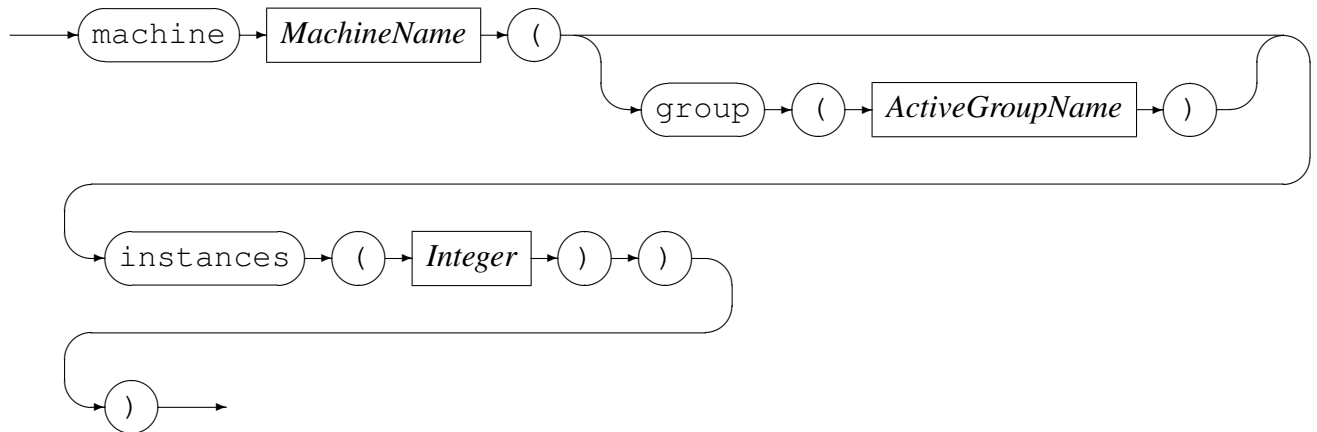 machine MachineName (
group ( ActiveGroupName )
instances ( Integer ) )
)